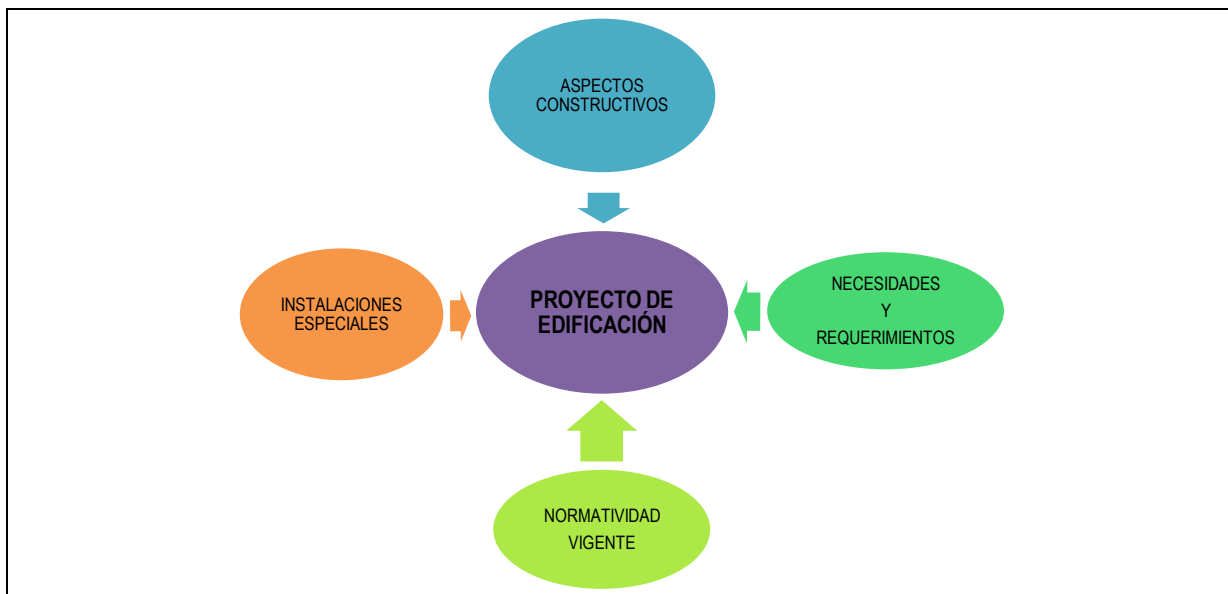 ASPECTOS
CONSTRUCTIVOS
INSTALACIONES
ESPECIALES
PROYECTO DE
EDIFICACIÓN
NECESIDADES
Y
REQUERIMIENTOS
NORMATIVIDAD
VIGENTE